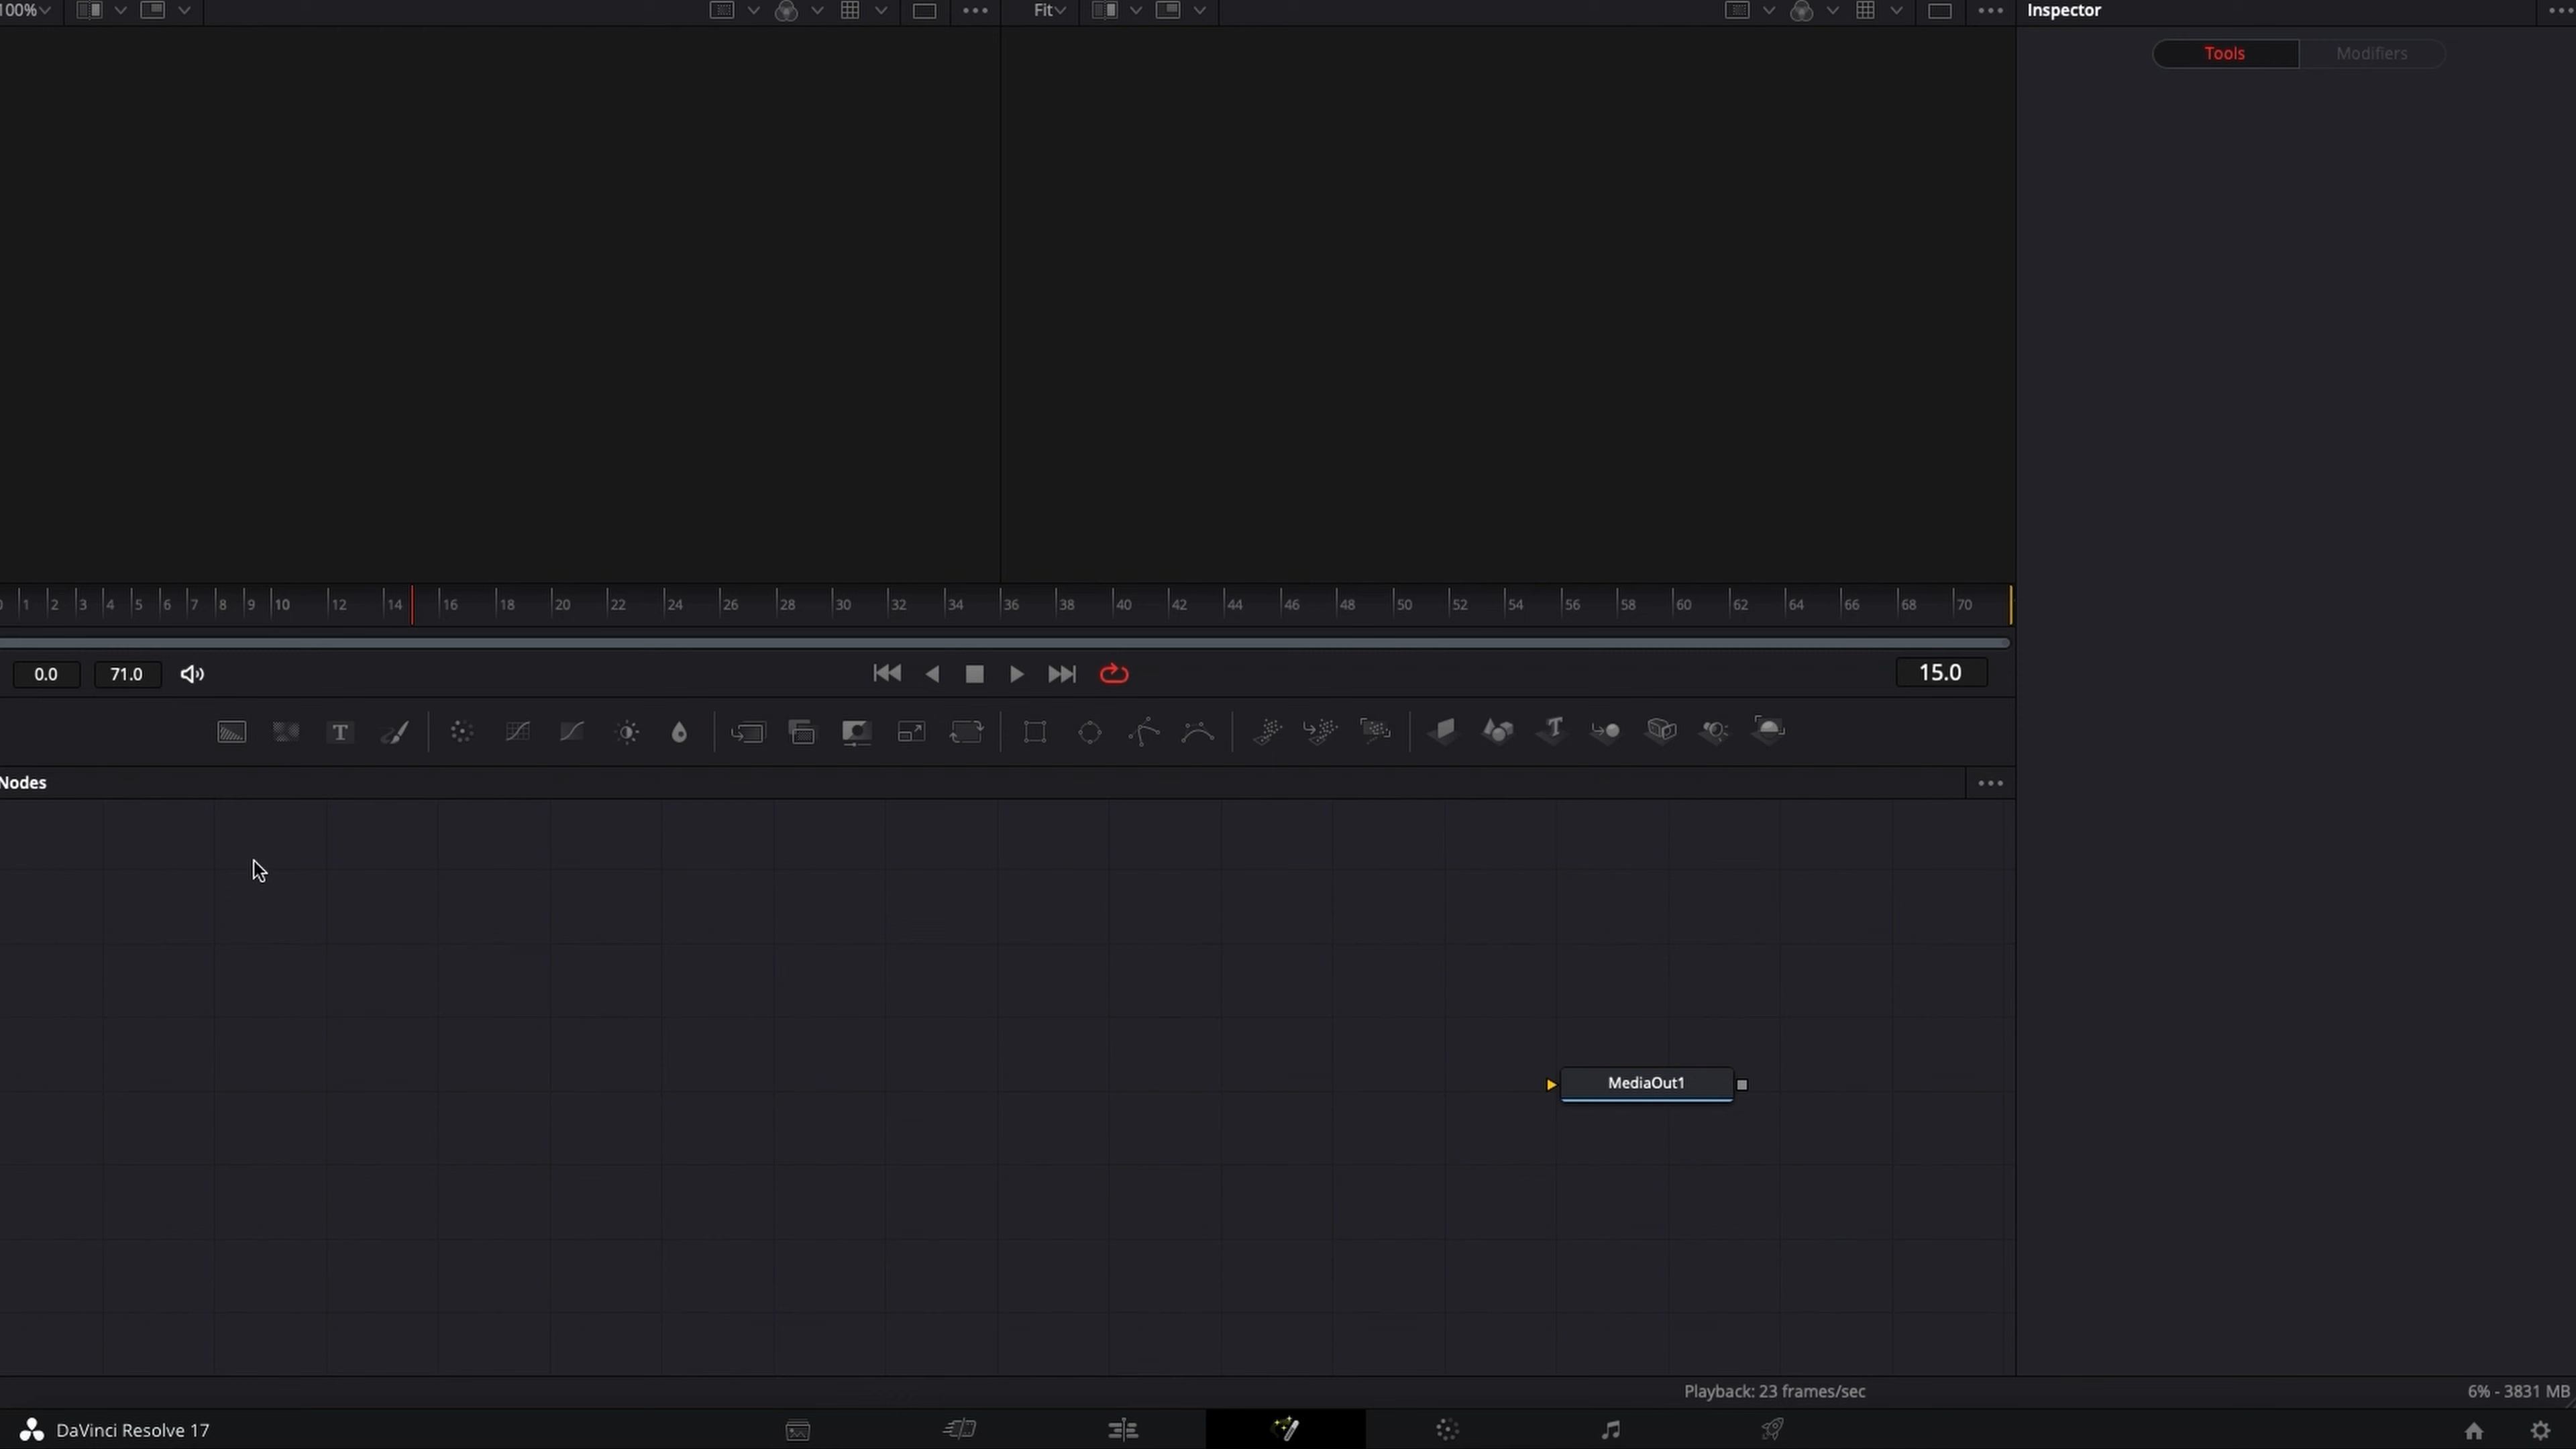 100%
Fit
Inspector
Tools
Modifiers
0 1 2 3 4 5 6 7 8 9 10 12 14 16 18 20 22 24 26 28 30 32 34 36 38 40 42 44 46 48 50 52 54 56 58 60 62 64 66 68 70
0.0
71.0
15.0
T
T
Nodes
MediaOut1
Playback: 23 frames/sec
6% - 3831 MB
DaVinci Resolve 17